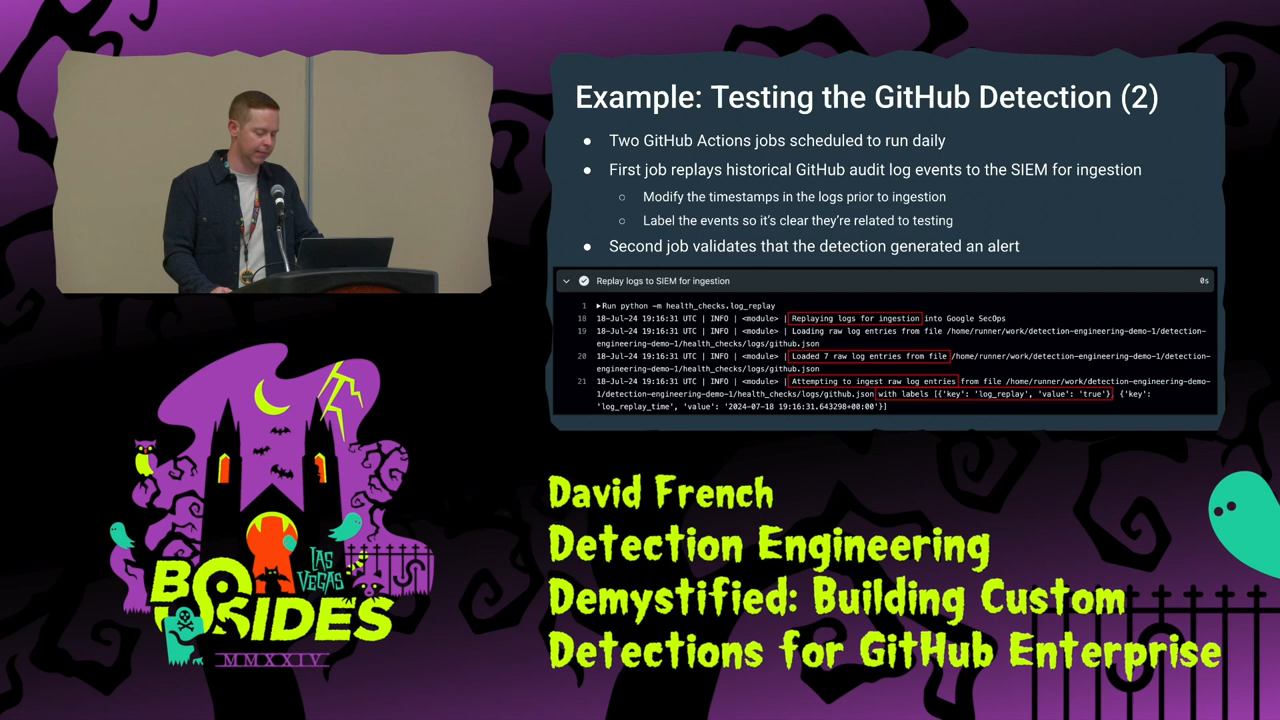 Example: Testing the GitHub Detection (2)
● Two GitHub Actions jobs scheduled to run daily
● First job replays historical GitHub audit log events to the SIEM for ingestion
○ Modify the timestamps in the logs prior to ingestion
○ Label the events so it's clear they're related to testing
● Second job validates that the detection generated an alert
Replay logs to SIEM for ingestion 0s
1 ▶Run python -m health_checks.log_replay
18 18-Jul-24 19:16:31 UTC | INFO | <module> | Replaying logs for ingestion into Google SecOps
19 18-Jul-24 19:16:31 UTC | INFO | <module> | Loading raw log entries from file /home/runner/work/detection-engineering-demo-1/detection-
engineering-demo-1/health_checks/logs/github.json
20 18-Jul-24 19:16:31 UTC | INFO | <module> | Loaded 7 raw log entries from file /home/runner/work/detection-engineering-demo-1/detection-
engineering-demo-1/health_checks/logs/github.json
21 18-Jul-24 19:16:31 UTC | INFO | <module> | Attempting to ingest raw log entries from file /home/runner/work/detection-engineering-demo-
1/detection-engineering-demo-1/health_checks/logs/github.json with labels [{'key': 'log_replay', 'value': 'true'}, {'key':
'log_replay_time', 'value': '2024-07-18 19:16:31.643298+00:00'}]
LAS
VEGAS
BSIDES
MMXXIV
David French
Detection Engineering
Demystified: Building Custom
Detections for GitHub Enterprise